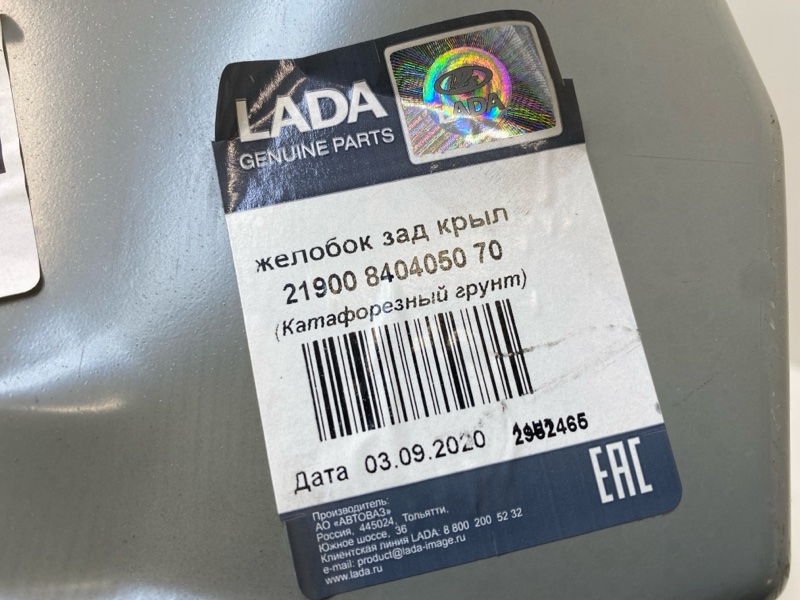 LADA
GENUINE PARTS
LADA
желобок зад крыл
21900 8404050 70
(Катафорезный грунт)
Дата 03.09.2020
EAC
Производитель:
АО «АВТОВАЗ»
Россия, 445024, Тольятти,
Южное шоссе, 36
Клиентская линия LADA: 8 800 200 52 32
e-mail: product@lada-image.ru
www.lada.ru